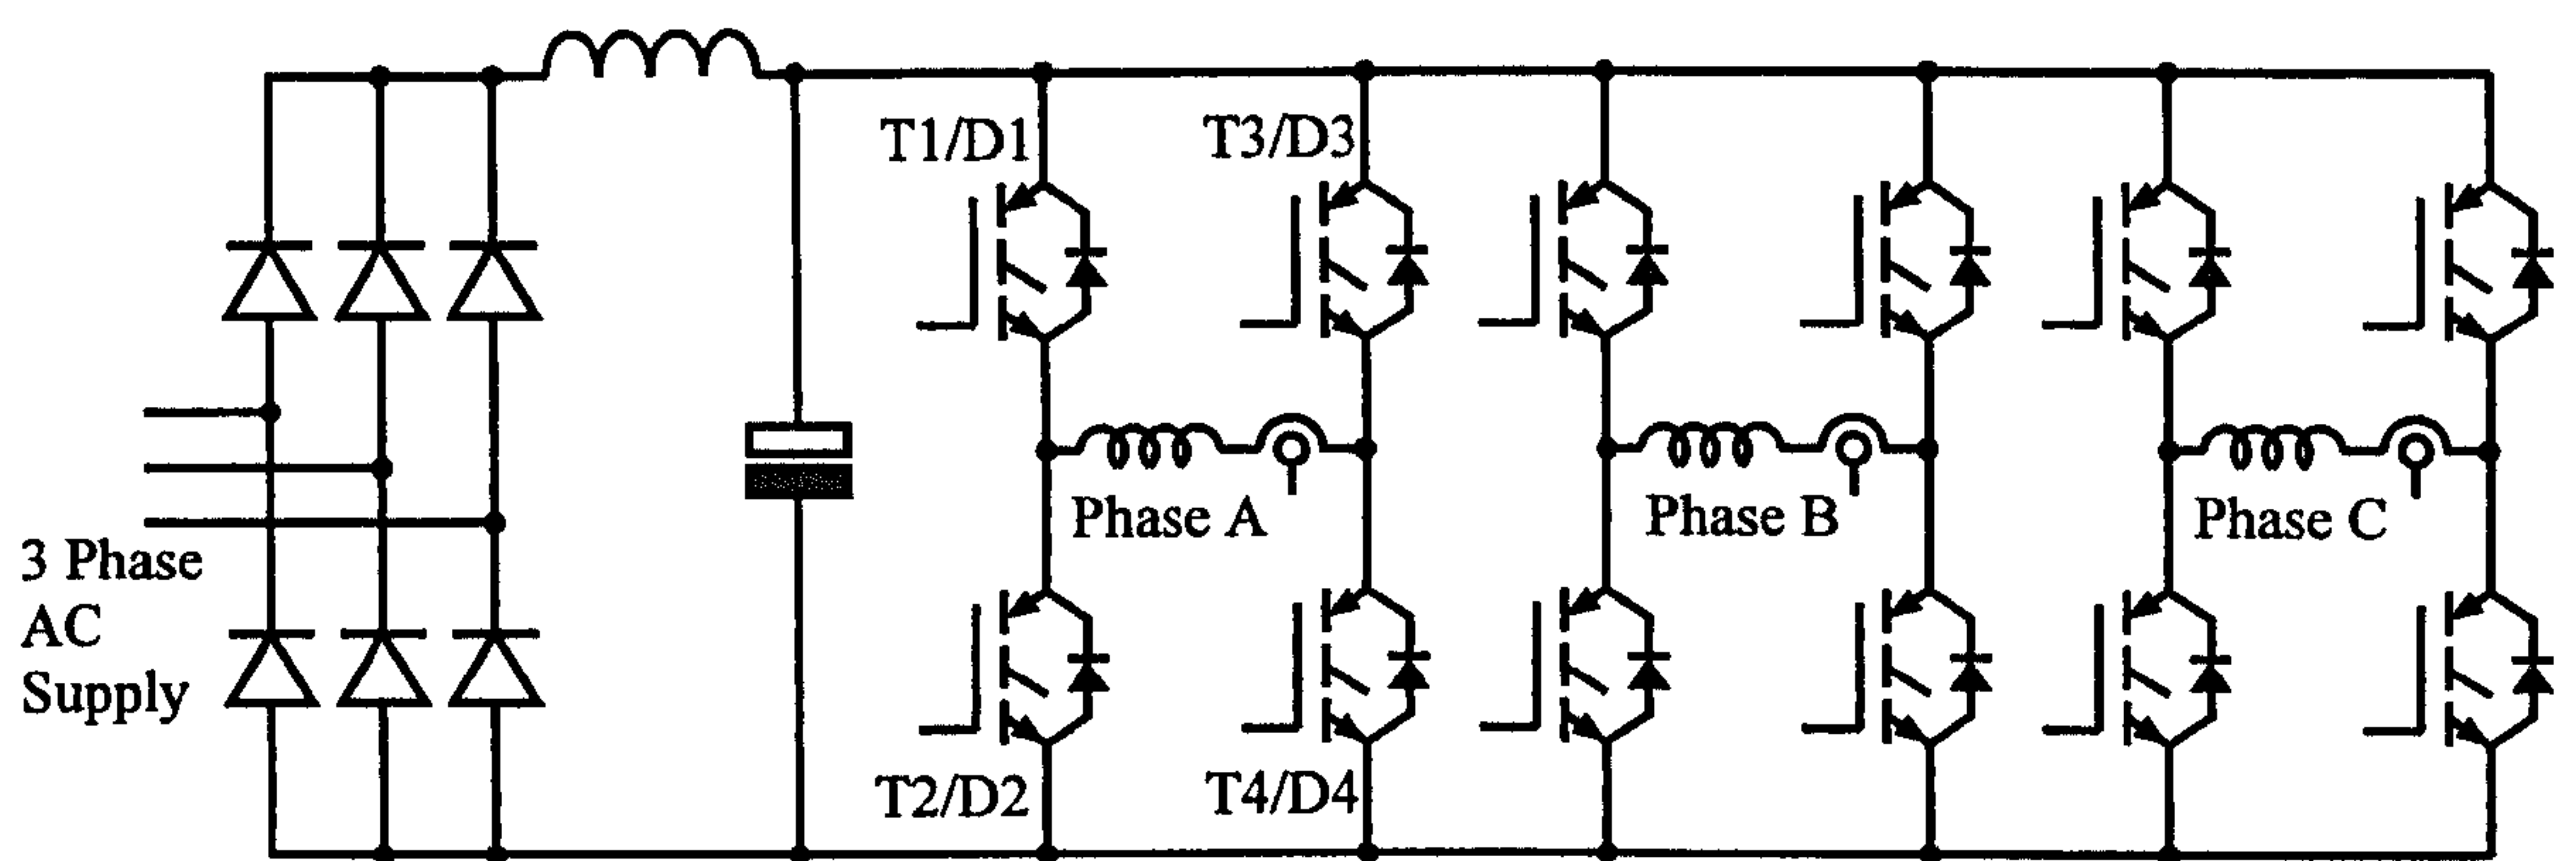 T1/D1
T3/D3
Phase A
Phase B
Phase C
3 Phase
AC
Supply
T2/D2
T4/D4